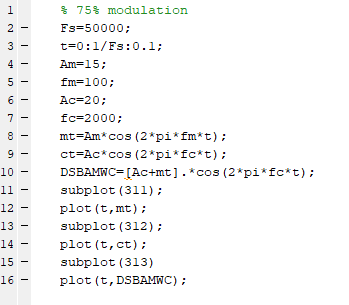 1 % 75% modulation
2 – Fs=50000;
3 – t=0:1/Fs:0.1;
4 – Am=15;
5 – fm=100;
6 – Ac=20;
7 – fc=2000;
8 – mt=Am*cos(2*pi*fm*t);
9 – ct=Ac*cos(2*pi*fc*t);
10 – DSBAMWC=[Ac+mt].*cos(2*pi*fc*t);
11 – subplot(311);
12 – plot(t,mt);
13 – subplot(312);
14 – plot(t,ct);
15 – subplot(313)
16 – plot(t,DSBAMWC);